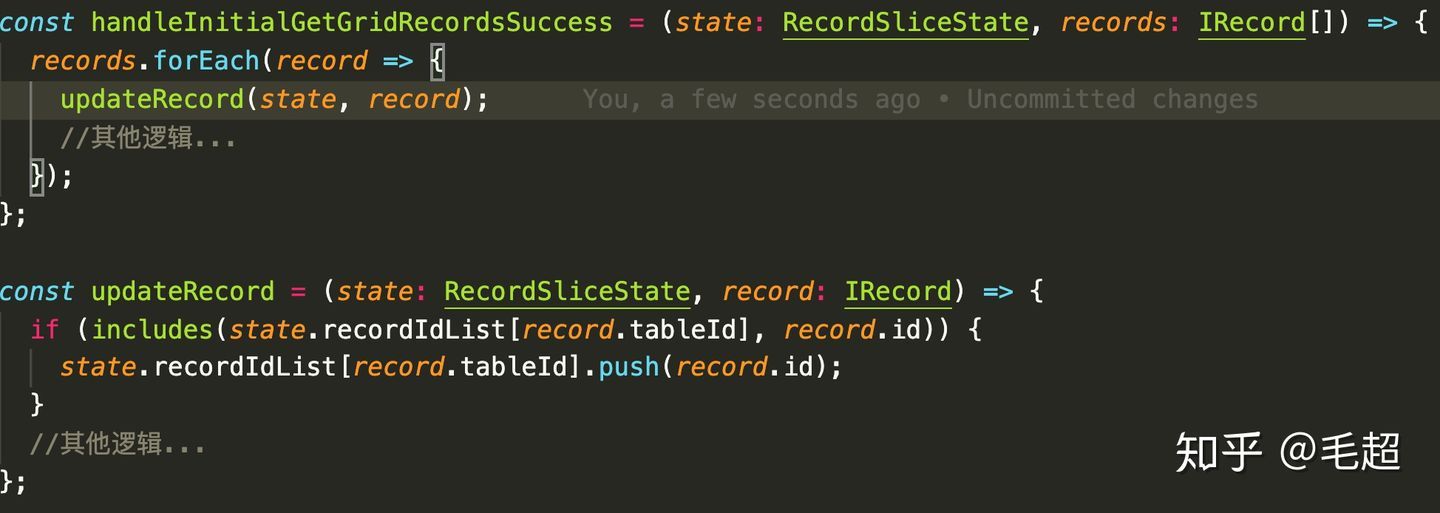 const handleInitialGetGridRecordsSuccess = (state: RecordSliceState, records: IRecord[]) => {
  records.forEach(record => {
    updateRecord(state, record);        You, a few seconds ago • Uncommitted changes
    //其他逻辑...
  });
};

const updateRecord = (state: RecordSliceState, record: IRecord) => {
  if (includes(state.recordIdList[record.tableId], record.id)) {
    state.recordIdList[record.tableId].push(record.id);
  }
  //其他逻辑...
};
知乎 @毛超